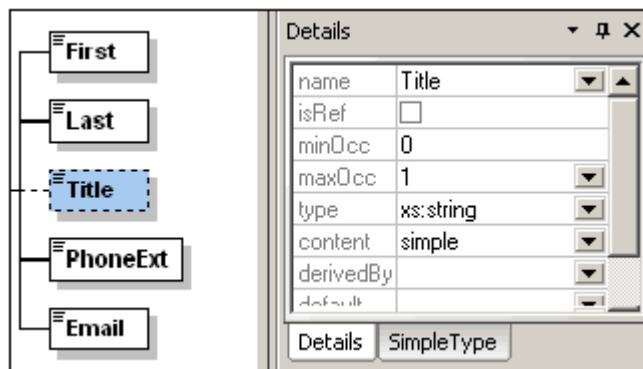 First
Last
Title
PhoneExt
Email
Details
name Title
isRef
minOcc 0
maxOcc 1
type xs:string
content simple
derivedBy
default
Details SimpleType